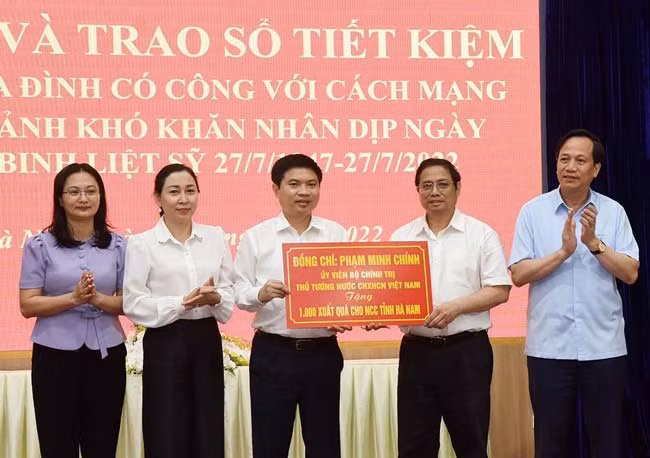 VÀ TRAO SỔ TIẾT KIỆM
ĐÌNH CÓ CÔNG VỚI CÁCH MẠNG
ẢNH KHÓ KHĂN NHÂN DỊP NGÀY
BINH LIỆT SỸ 27/7/1947-27/7/2022
2022
ĐỒNG CHÍ: PHẠM MINH CHÍNH
ỦY VIÊN BỘ CHÍNH TRỊ
THỦ TƯỚNG NƯỚC CHXHCN VIỆT NAM
Tặng
1.000 XUẤT QUÀ CHO NCC TỈNH HÀ NAM